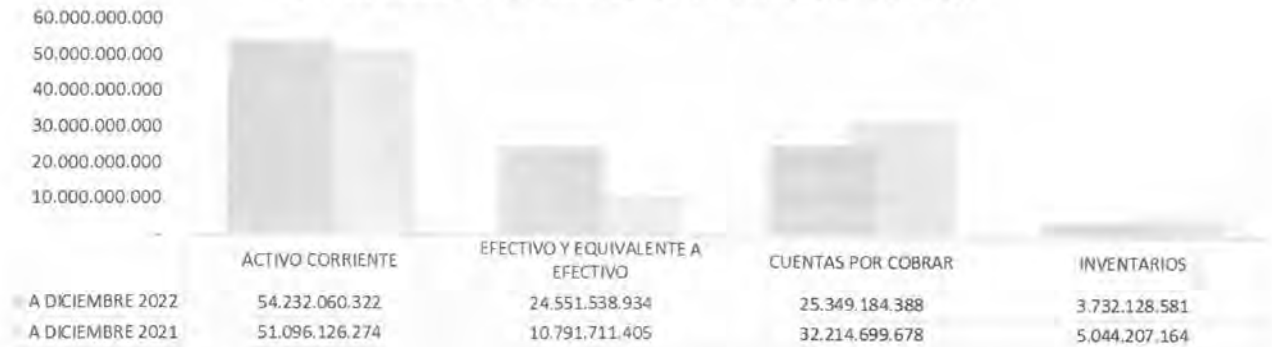 60.000.000.000
50.000.000.000
40.000.000.000
30.000.000.000
20.000.000.000
10.000.000.000
-
ACTIVO CORRIENTE EFECTIVO Y EQUIVALENTE A EFECTIVO CUENTAS POR COBRAR INVENTARIOS
A DICIEMBRE 2022 54.232.060.322 24.551.538.934 25.349.184.388 3.732.128.581
A DICIEMBRE 2021 51.096.126.274 10.791.711.405 32.214.699.678 5.044.207.164